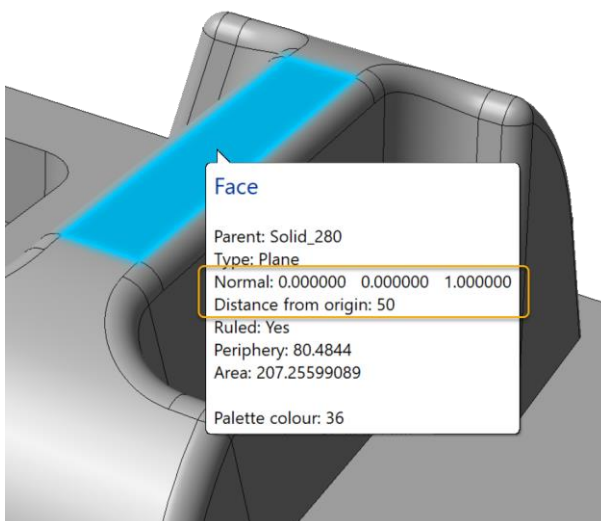 Face
Parent: Solid_280
Type: Plane
Normal: 0.000000 0.000000 1.000000
Distance from origin: 50
Ruled: Yes
Periphery: 80.4844
Area: 207.25599089
Palette colour: 36